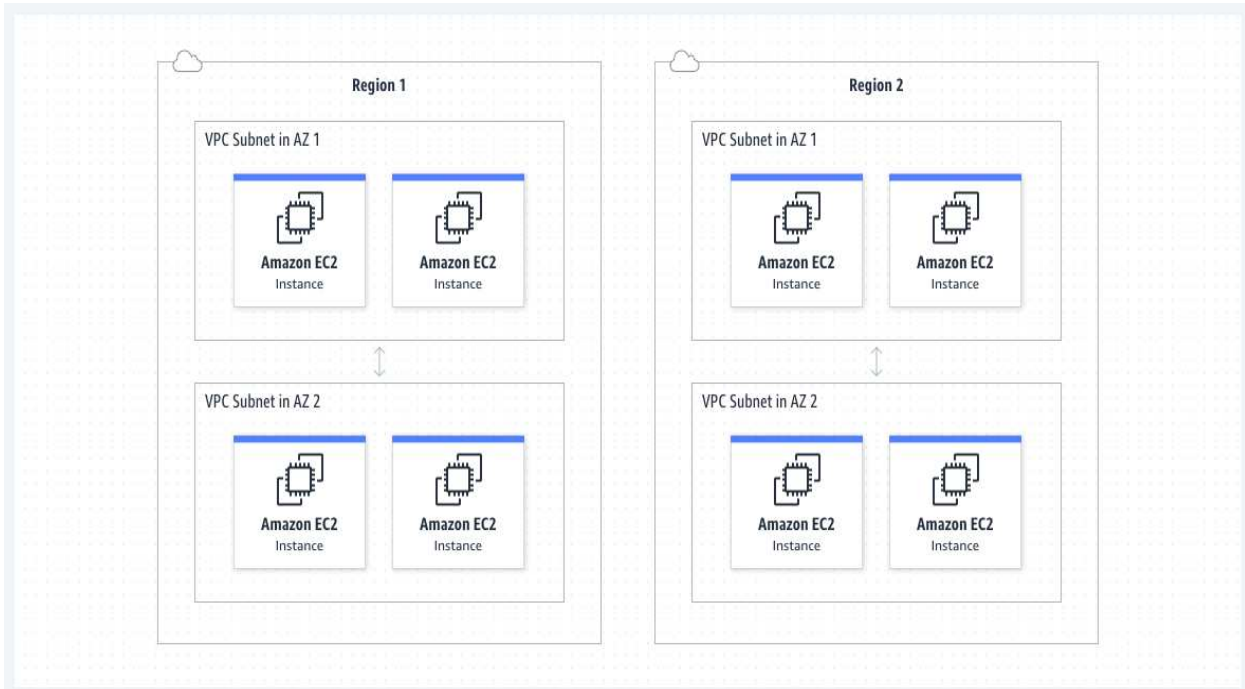 Region 1
VPC Subnet in AZ 1
Amazon EC2
Instance
Amazon EC2
Instance
VPC Subnet in AZ 2
Amazon EC2
Instance
Amazon EC2
Instance
Region 2
VPC Subnet in AZ 1
Amazon EC2
Instance
Amazon EC2
Instance
VPC Subnet in AZ 2
Amazon EC2
Instance
Amazon EC2
Instance